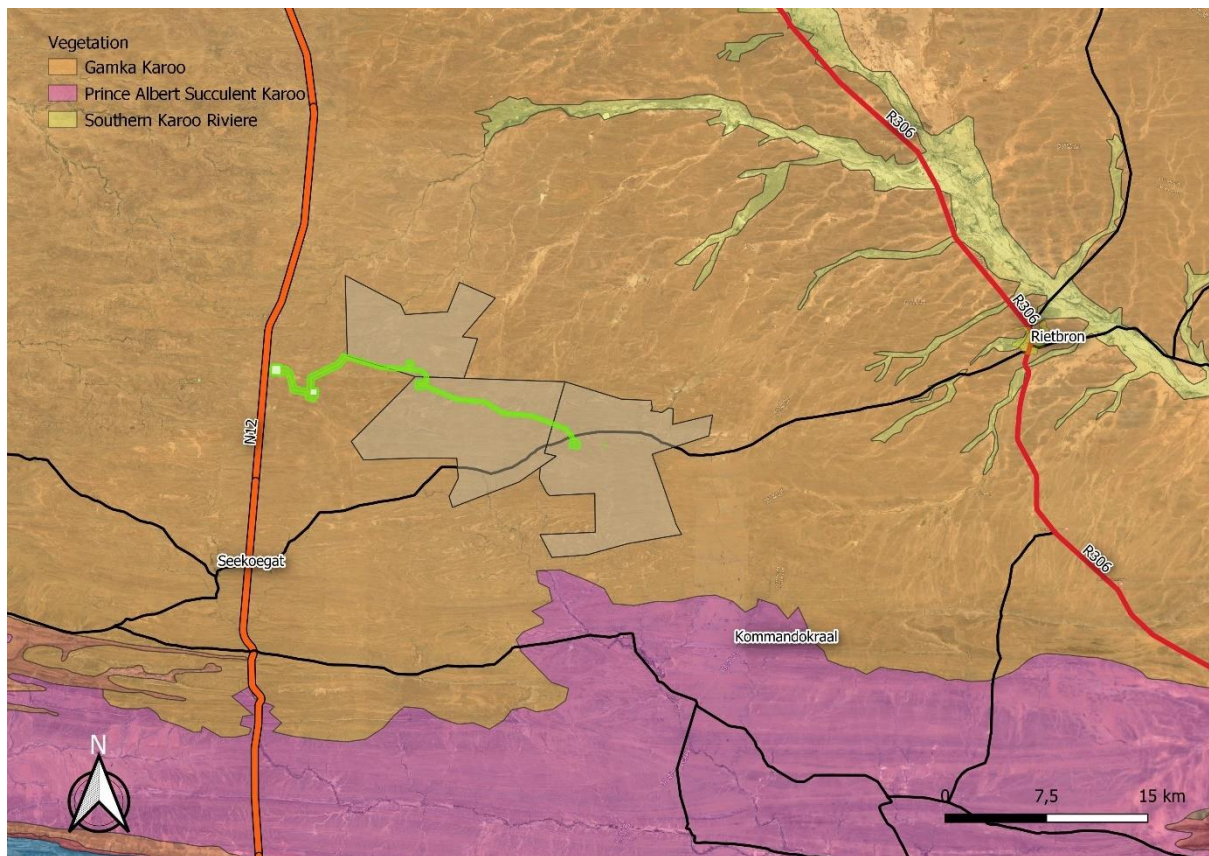 Vegetation
Gamka Karoo
Prince Albert Succulent Karoo
Southern Karoo Riviere
R306
R306
Rietbron
N12
Seekoegat
R306
Kommandokraal
N
0 7,5 15 km